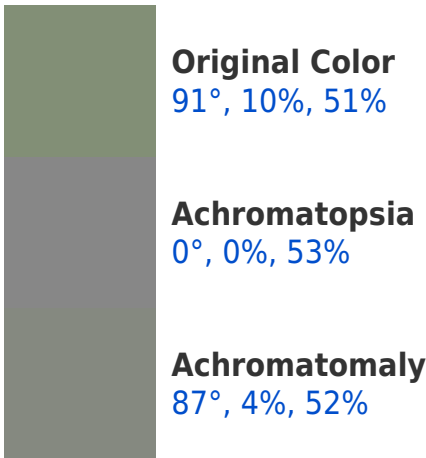 Original Color
91°, 10%, 51%
Achromatopsia
0°, 0%, 53%
Achromatomaly
87°, 4%, 52%